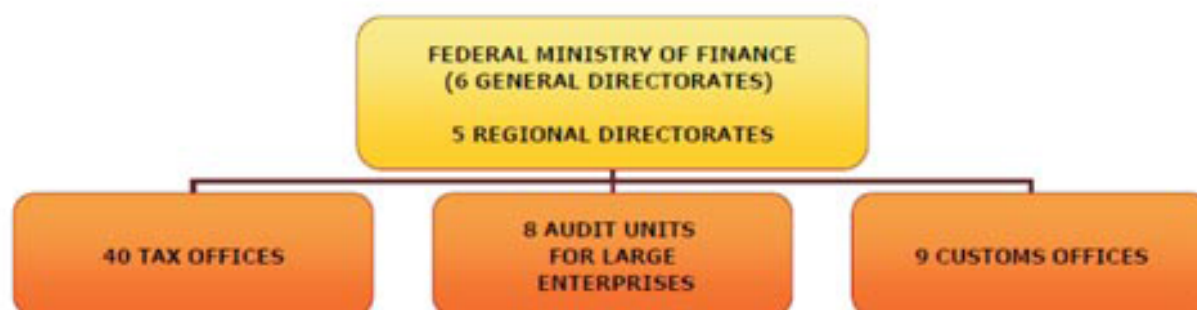 FEDERAL MINISTRY OF FINANCE
(6 GENERAL DIRECTORATES)
5 REGIONAL DIRECTORATES
40 TAX OFFICES
8 AUDIT UNITS
FOR LARGE
ENTERPRISES
9 CUSTOMS OFFICES